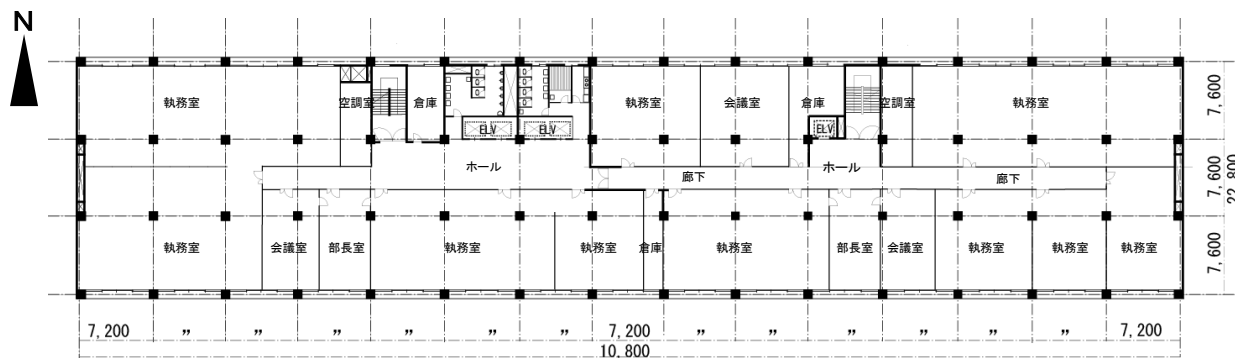 N
執務室 空調室 倉庫 執務室 会議室 倉庫 空調室 執務室
ELV ELV ELV
ホール 廊下 ホール 廊下
執務室 会議室 部長室 執務室 執務室 倉庫 執務室 部長室 会議室 執務室 執務室 執務室
7,600
7,600
7,600
22,800
7,200 〃 〃 〃 〃 〃 〃 7,200 〃 〃 〃 〃 〃 〃 7,200
10.800